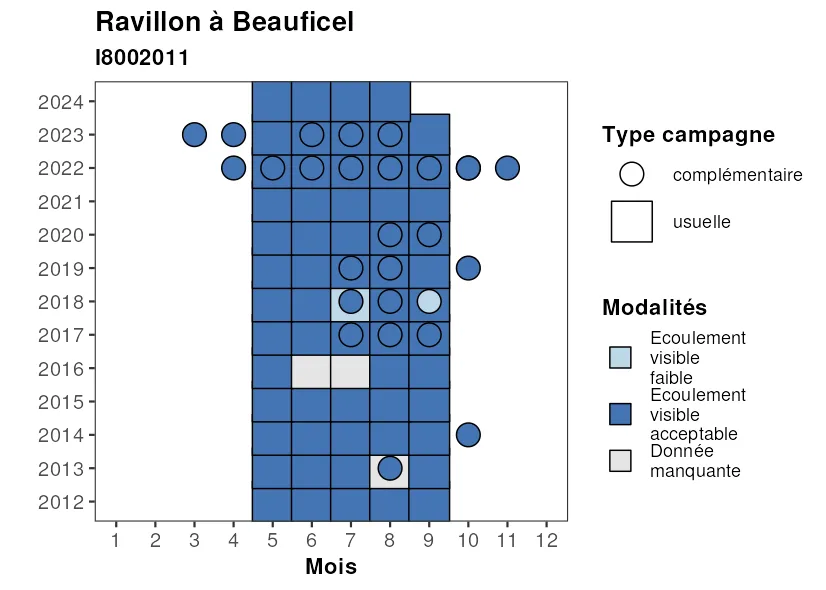 Ravillon à Beauficel
I8002011
2024
2023
2022
2021
2020
2019
2018
2017
2016
2015
2014
2013
2012
1 2 3 4 5 6 7 8 9 10 11 12
Mois
Type campagne
complémentaire
usuelle
Modalités
Ecoulement
visible
faible
Ecoulement
visible
acceptable
Donnée
manquante